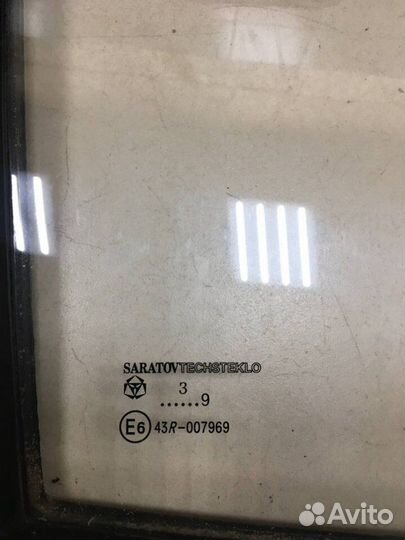 SARATOVTECHSTEKLO
3
......9
E6 43R-007969
Avito